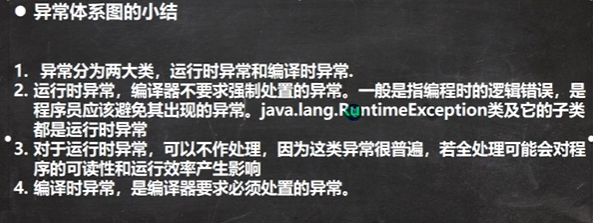 ● 异常体系图的小结
1. 异常分为两大类，运行时异常和编译时异常.
2. 运行时异常，编译器不要求强制处置的异常。一般是指编程时的逻辑错误，是
程序员应该避免其出现的异常。java.lang.RuntimeException类及它的子类
都是运行时异常
3. 对于运行时异常，可以不作处理，因为这类异常很普遍，若全处理可能会对程
序的可读性和运行效率产生影响
4. 编译时异常，是编译器要求必须处置的异常。